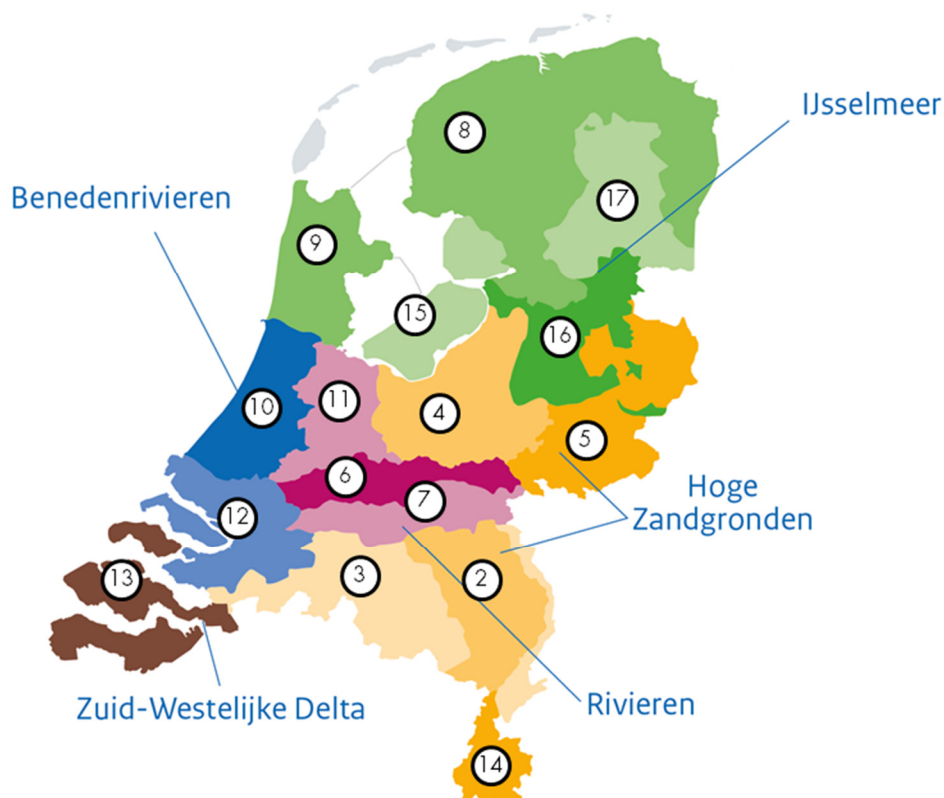 IJsselmeer
8
Benedenrivieren
17
9
15
16
11
10
4
5
6
7
Hoge
Zandgronden
12
3
2
13
Zuid-Westelijke Delta
Rivieren
14